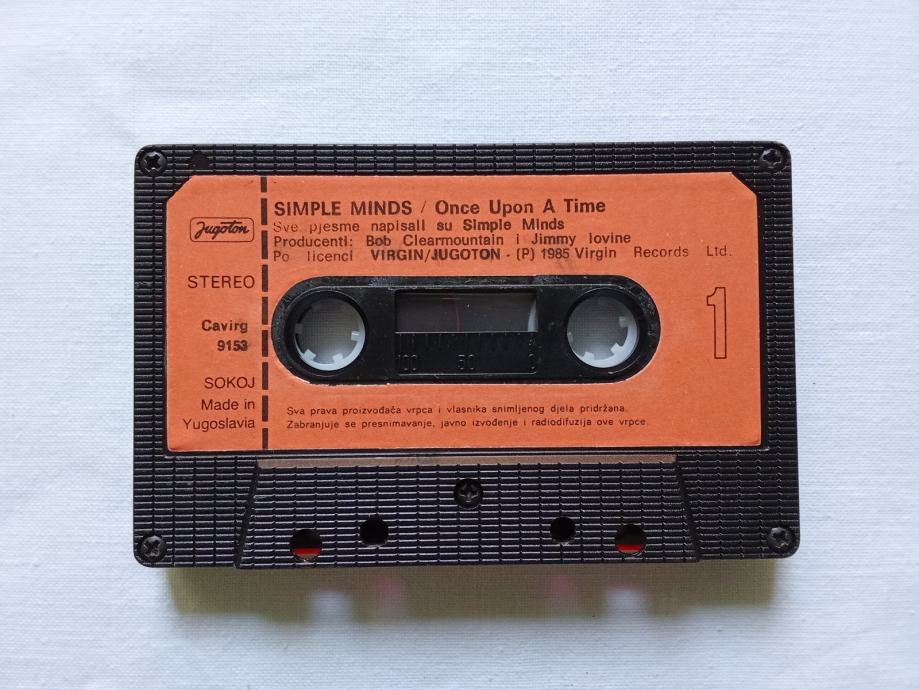 Jugoton
STEREO
Cavirg
9153
SOKOJ
Made in
Yugoslavia
SIMPLE MINDS / Once Upon A Time
Sve pjesme napisali su Simple Minds
Producenti: Bob Clearmountain i Jimmy Iovine
Po licenci VIRGIN/JUGOTON - (P) 1985 Virgin Records Ltd.
1
100 50 0
Sva prava proizvođača vrpca i vlasnika snimljenog djela pridržana.
Zabranjuje se presnimavanje, javno izvođenje i radiodifuzija ove vrpce.